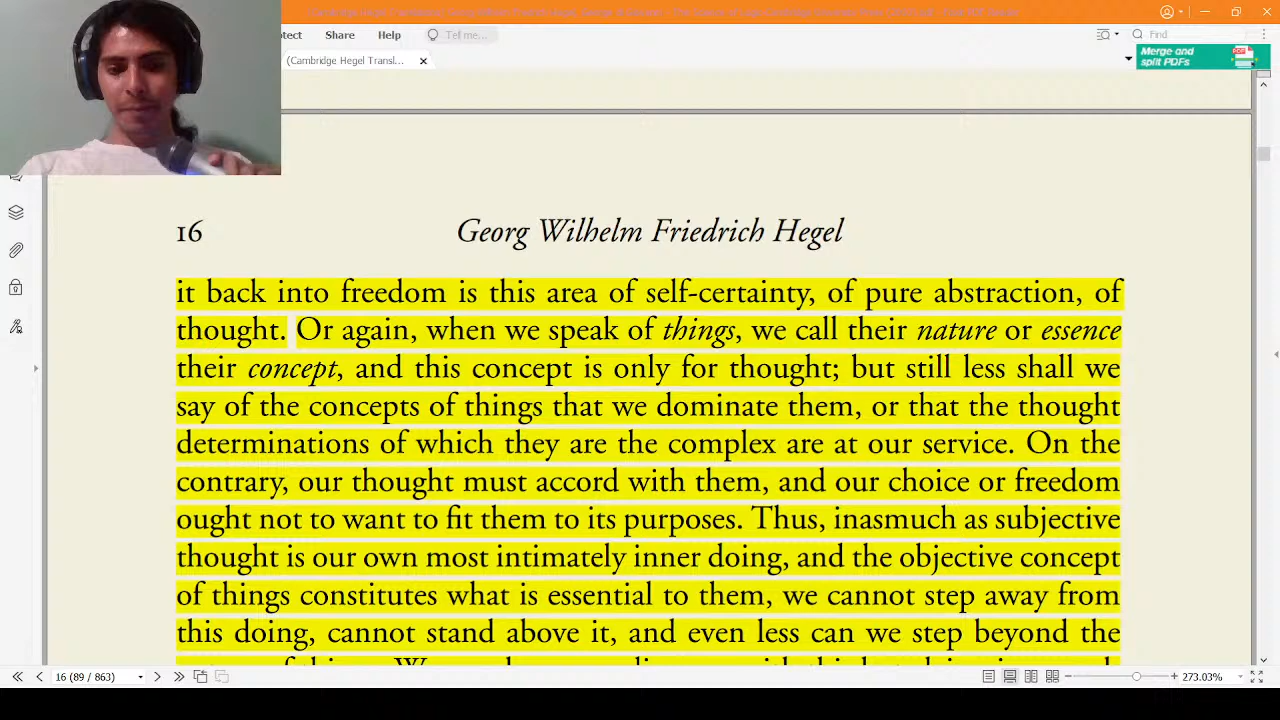 otect Share Help Tell me... Find
(Cambridge Hegel Transl... Merge and
split PDFs
16 Georg Wilhelm Friedrich Hegel
it back into freedom is this area of self-certainty, of pure abstraction, of
thought. Or again, when we speak of things, we call their nature or essence
their concept, and this concept is only for thought; but still less shall we
say of the concepts of things that we dominate them, or that the thought
determinations of which they are the complex are at our service. On the
contrary, our thought must accord with them, and our choice or freedom
ought not to want to fit them to its purposes. Thus, inasmuch as subjective
thought is our own most intimately inner doing, and the objective concept
of things constitutes what is essential to them, we cannot step away from
this doing, cannot stand above it, and even less can we step beyond the
16 (89 / 863) 273.03%